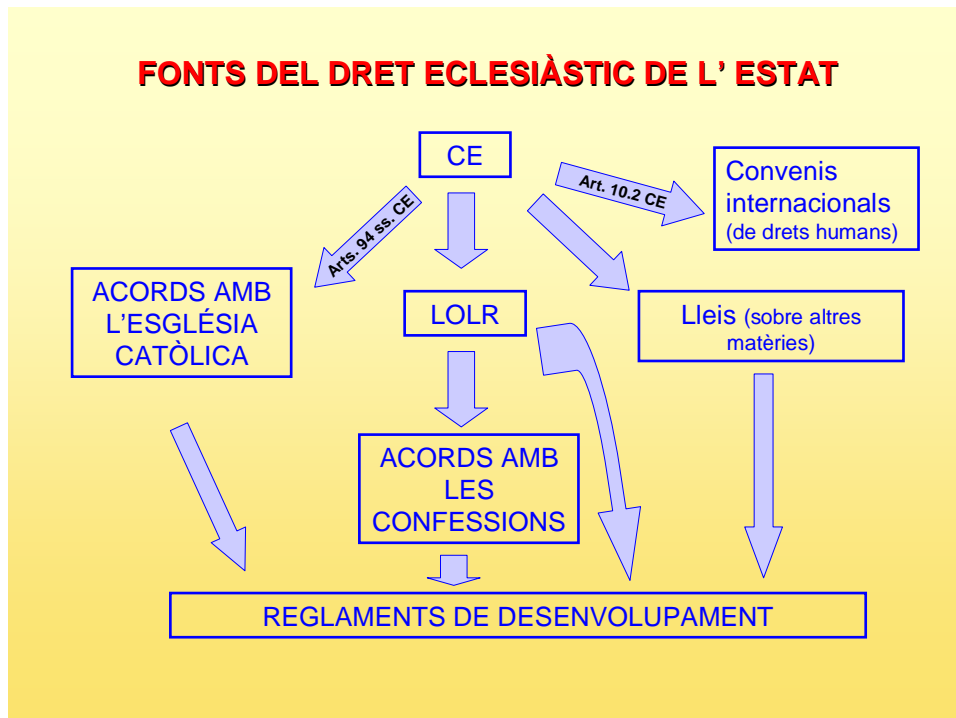 FONTS DEL DRET ECLESIÀSTIC DE L' ESTAT
CE
Art. 10.2 CE
Convenis
internacionals
(de drets humans)
Arts. 94 ss. CE
ACORDS AMB
L'ESGLÉSIA
CATÒLICA
LOLR
Lleis (sobre altres
matèries)
ACORDS AMB
LES
CONFESSIONS
REGLAMENTS DE DESENVOLUPAMENT